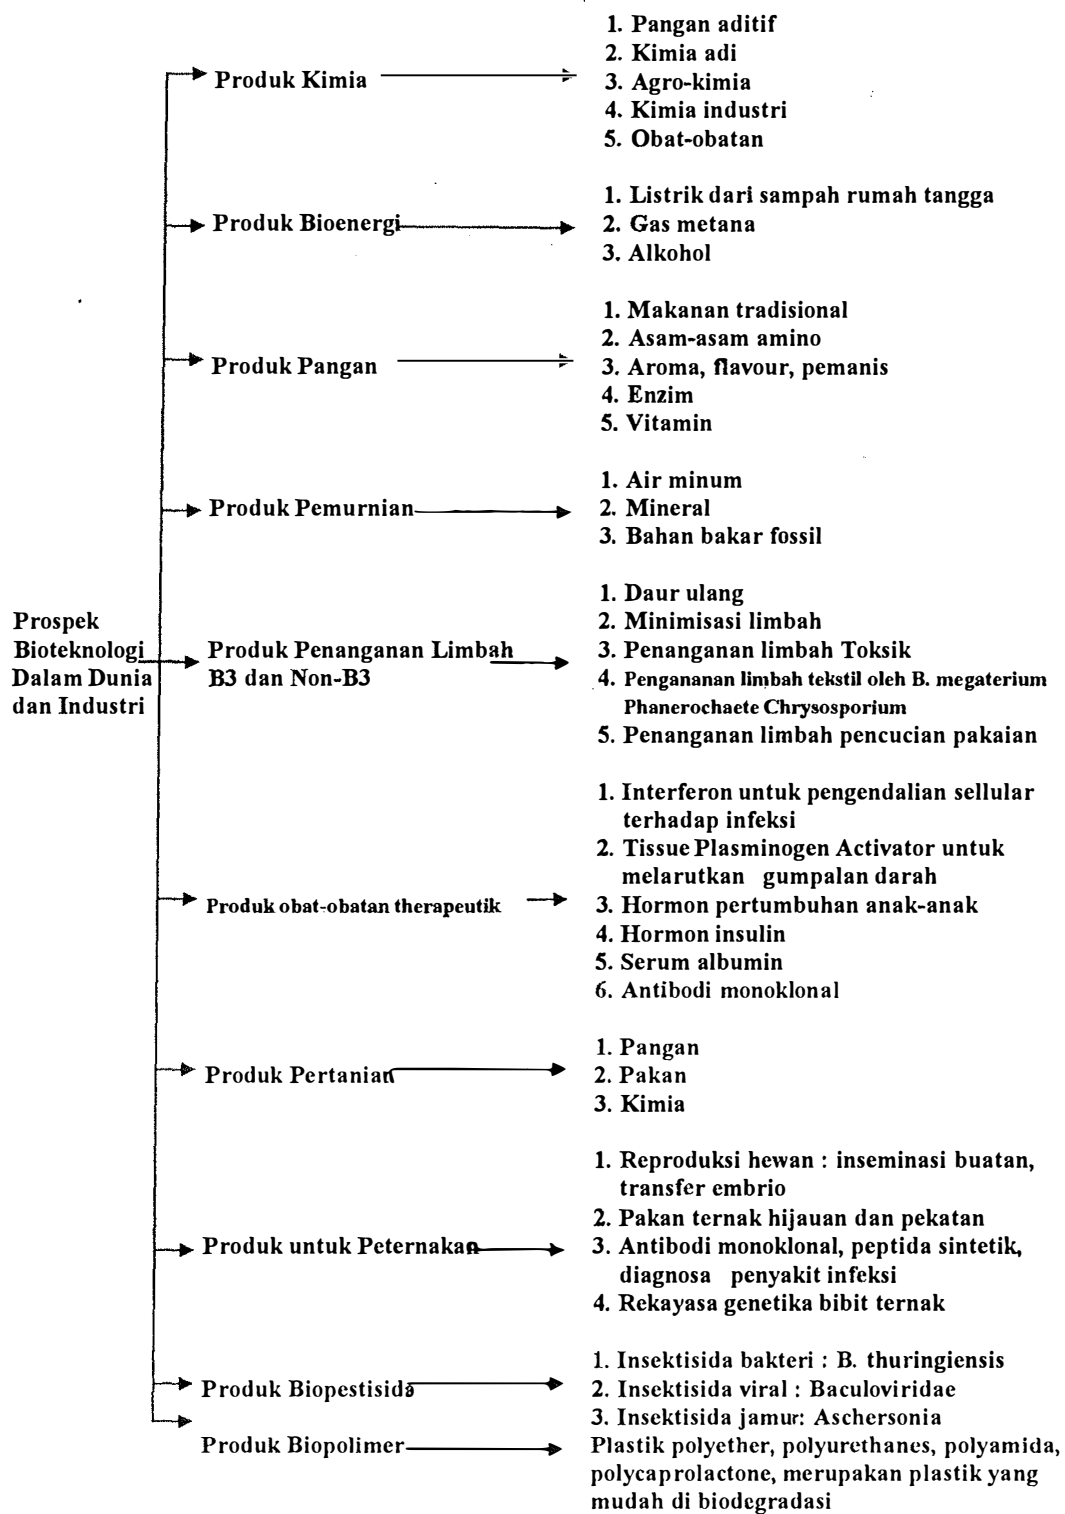 1. Pangan aditif
2. Kimia adi
Produk Kimia
3. Agro-kimia
4. Kimia industri
5. Obat-obatan
1. Listrik dari sampah rumah tangga
Produk Bioenergi
2. Gas metana
3. Alkohol
1. Makanan tradisional
2. Asam-asam amino
Produk Pangan
3. Aroma, flavour, pemanis
4. Enzim
5. Vitamin
1. Air minum
Produk Pemurnian
2. Mineral
3. Bahan bakar fossil
Prospek
Bioteknologi
Dalam Dunia
dan Industri
Produk Penanganan Limbah
B3 dan Non-B3
1. Daur ulang
2. Minimisasi limbah
3. Penanganan limbah Toksik
4. Pengananan limbah tekstil oleh B. megaterium
Phanerochaete Chrysosporium
5. Penanganan limbah pencucian pakaian
Produk obat-obatan therapeutik
1. Interferon untuk pengendalian sellular
terhadap infeksi
2. Tissue Plasminogen Activator untuk
melarutkan gumpalan darah
3. Hormon pertumbuhan anak-anak
4. Hormon insulin
5. Serum albumin
6. Antibodi monoklonal
Produk Pertanian
1. Pangan
2. Pakan
3. Kimia
Produk untuk Peternakan
1. Reproduksi hewan : inseminasi buatan,
transfer embrio
2. Pakan ternak hijauan dan pekatan
3. Antibodi monoklonal, peptida sintetik,
diagnosa penyakit infeksi
4. Rekayasa genetika bibit ternak
Produk Biopestisida
1. Insektisida bakteri : B. thuringiensis
2. Insektisida viral : Baculoviridae
3. Insektisida jamur: Aschersonia
Produk Biopolimer
Plastik polyether, polyurethanes, polyamida,
polycaprolactone, merupakan plastik yang
mudah di biodegradasi